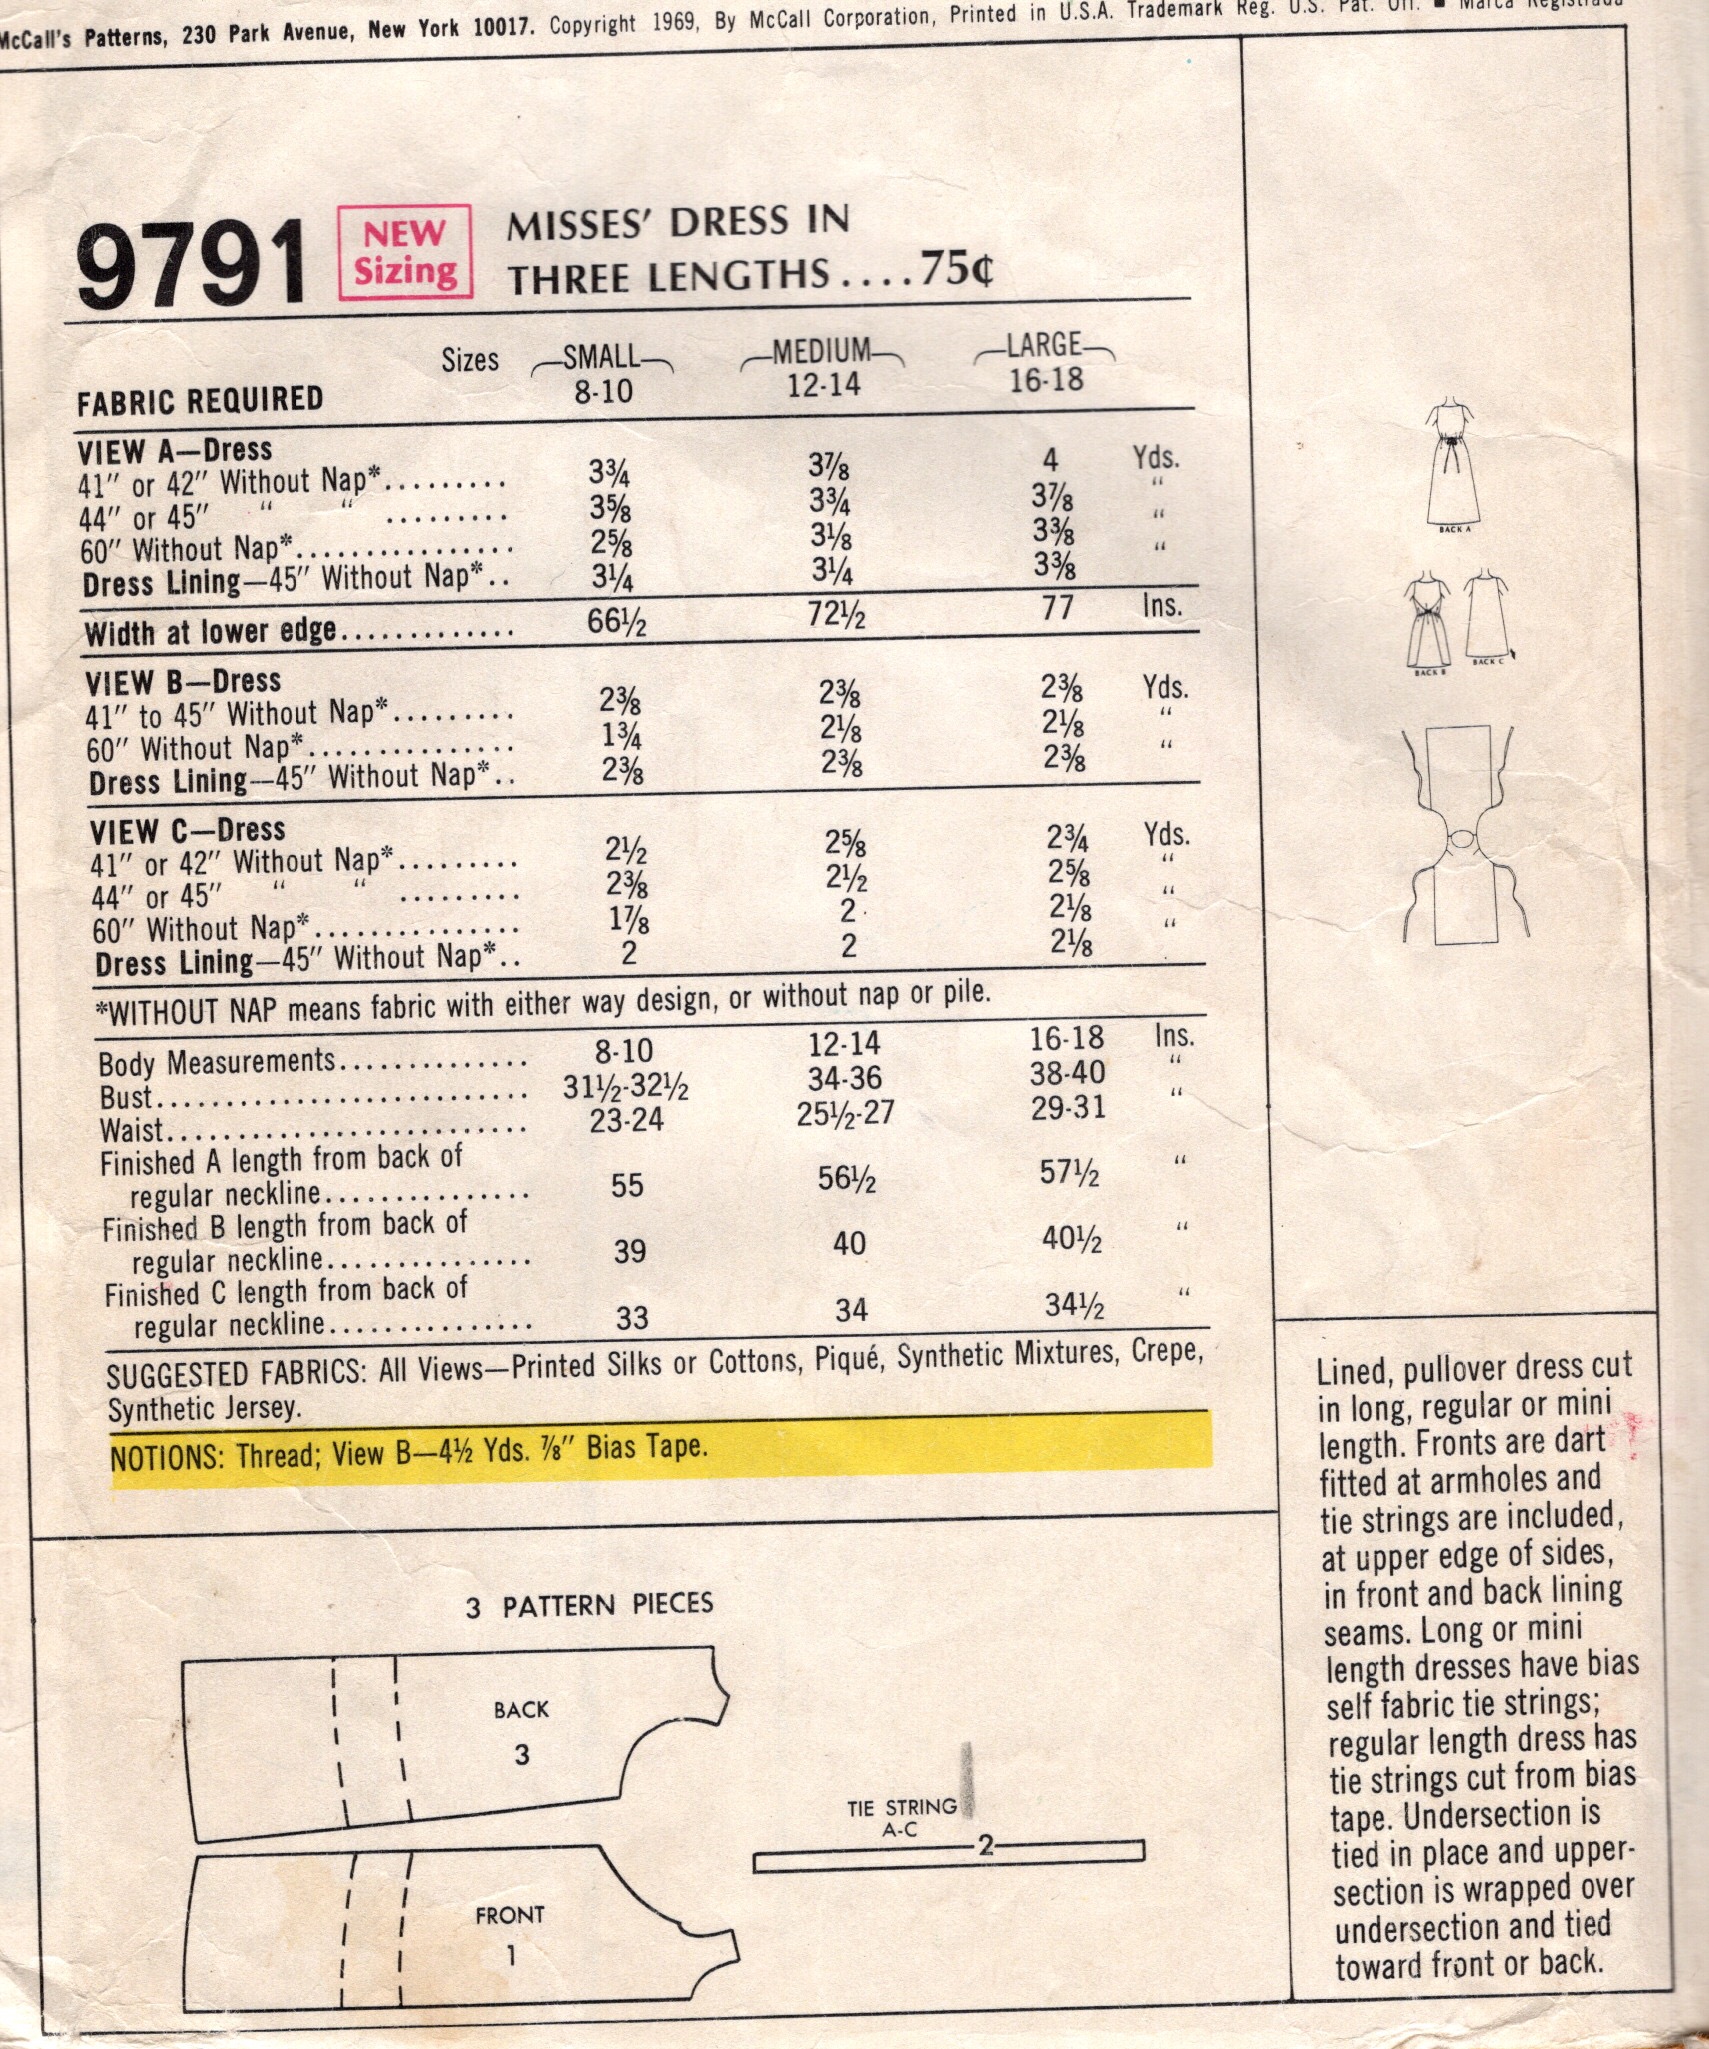 McCall's Patterns, 230 Park Avenue, New York 10017. Copyright 1969, By McCall Corporation, Printed in U.S.A. Trademark Reg. U.S. Pat. Off. ■ Marca Registrada
9791 NEW Sizing MISSES' DRESS IN
THREE LENGTHS....75¢
Sizes SMALL MEDIUM LARGE
FABRIC REQUIRED 8-10 12-14 16-18
VIEW A—Dress
41" or 42" Without Nap*......... 3¾ 3⅞ 4 Yds.
44" or 45" " " ......... 3⅝ 3¾ 3⅞ "
60" Without Nap*................ 2⅝ 3⅛ 3⅜ "
Dress Lining—45" Without Nap*.. 3¼ 3¼ 3⅜ "
Width at lower edge............. 66½ 72½ 77 Ins.
VIEW B—Dress
41" to 45" Without Nap*......... 2⅜ 2⅜ 2⅜ Yds.
60" Without Nap*............... 1¾ 2⅛ 2⅛ "
Dress Lining—45" Without Nap*.. 2⅜ 2⅜ 2⅜ "
VIEW C—Dress
41" or 42" Without Nap*......... 2½ 2⅝ 2¾ Yds.
44" or 45" " " ......... 2⅜ 2½ 2⅝ "
60" Without Nap*............... 1⅞ 2 2⅛ "
Dress Lining—45" Without Nap*.. 2 2 2⅛ "
*WITHOUT NAP means fabric with either way design, or without nap or pile.
Body Measurements.............. 8-10 12-14 16-18 Ins.
Bust........................... 31½-32½ 34-36 38-40 "
Waist.......................... 23-24 25½-27 29-31 "
Finished A length from back of
regular neckline............... 55 56½ 57½ "
Finished B length from back of
regular neckline............... 39 40 40½ "
Finished C length from back of
regular neckline............... 33 34 34½ "
SUGGESTED FABRICS: All Views—Printed Silks or Cottons, Piqué, Synthetic Mixtures, Crepe,
Synthetic Jersey.
NOTIONS: Thread; View B—4½ Yds. ⅞" Bias Tape.
3 PATTERN PIECES
BACK
3
TIE STRING
A-C
2
FRONT
1
BACK A
BACK B
BACK C
Lined, pullover dress cut
in long, regular or mini
length. Fronts are dart
fitted at armholes and
tie strings are included,
at upper edge of sides,
in front and back lining
seams. Long or mini
length dresses have bias
self fabric tie strings;
regular length dress has
tie strings cut from bias
tape. Undersection is
tied in place and upper-
section is wrapped over
undersection and tied
toward front or back.